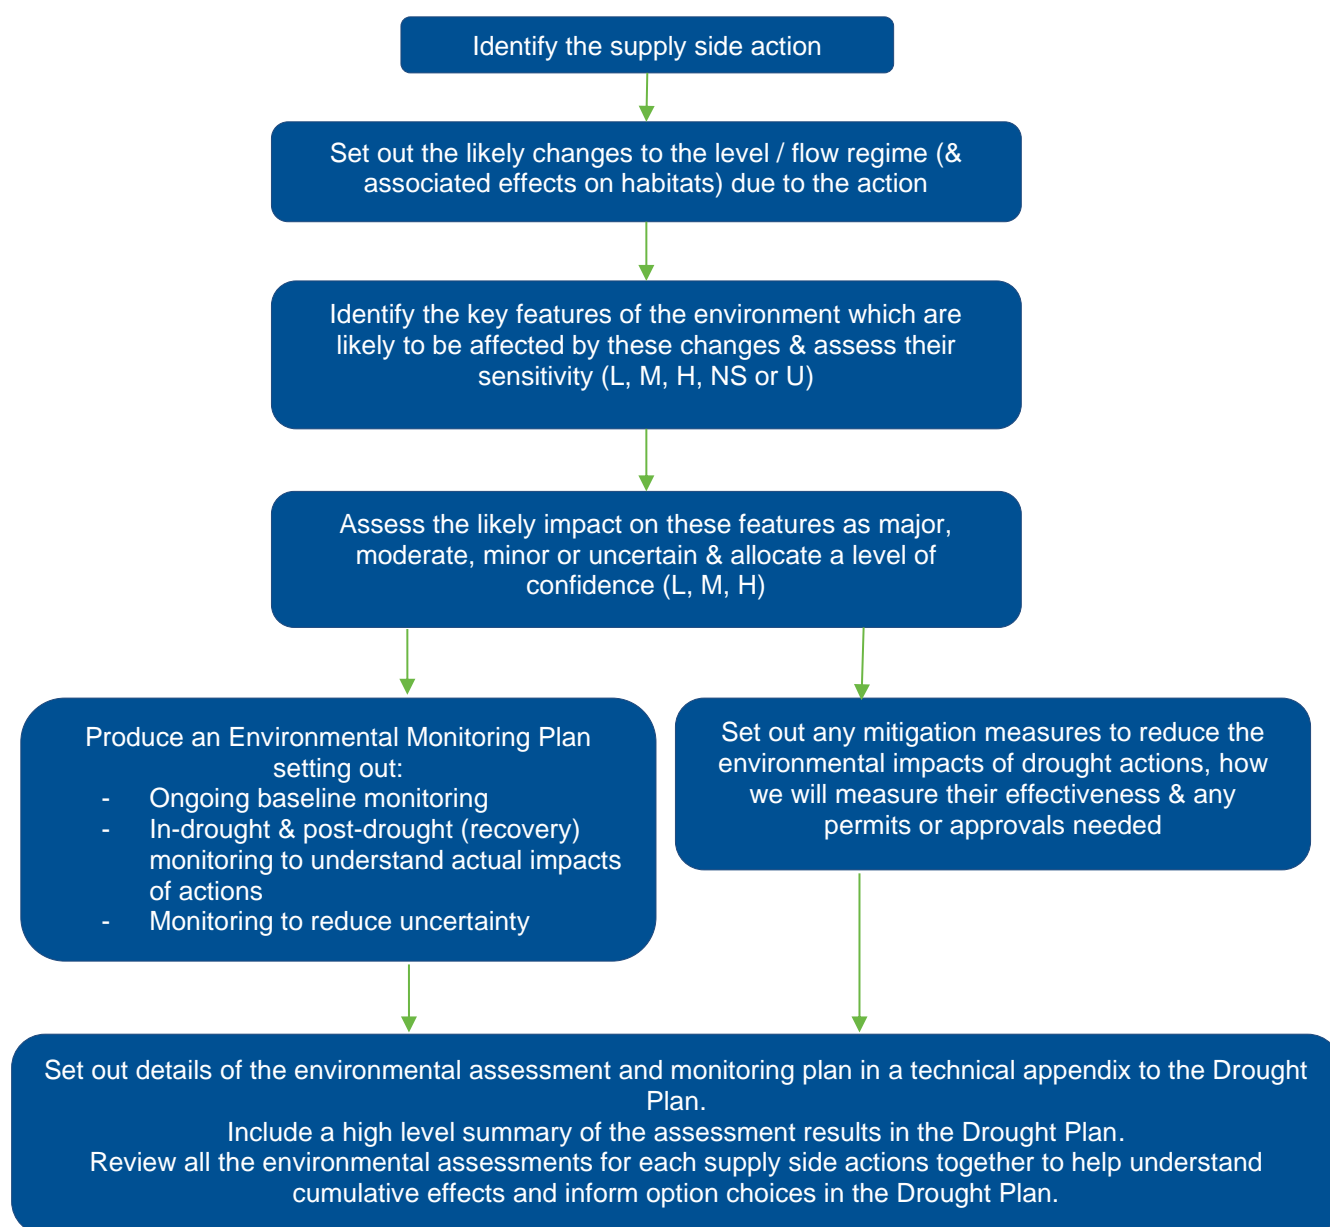 Identify the supply side action
Set out the likely changes to the level / flow regime (&
associated effects on habitats) due to the action
Identify the key features of the environment which are
likely to be affected by these changes & assess their
sensitivity (L, M, H, NS or U)
Assess the likely impact on these features as major,
moderate, minor or uncertain & allocate a level of
confidence (L, M, H)
Produce an Environmental Monitoring Plan
setting out:
- Ongoing baseline monitoring
- In-drought & post-drought (recovery)
monitoring to understand actual impacts
of actions
- Monitoring to reduce uncertainty
Set out any mitigation measures to reduce the
environmental impacts of drought actions, how
we will measure their effectiveness & any
permits or approvals needed
Set out details of the environmental assessment and monitoring plan in a technical appendix to the Drought
Plan.
Include a high level summary of the assessment results in the Drought Plan.
Review all the environmental assessments for each supply side actions together to help understand
cumulative effects and inform option choices in the Drought Plan.